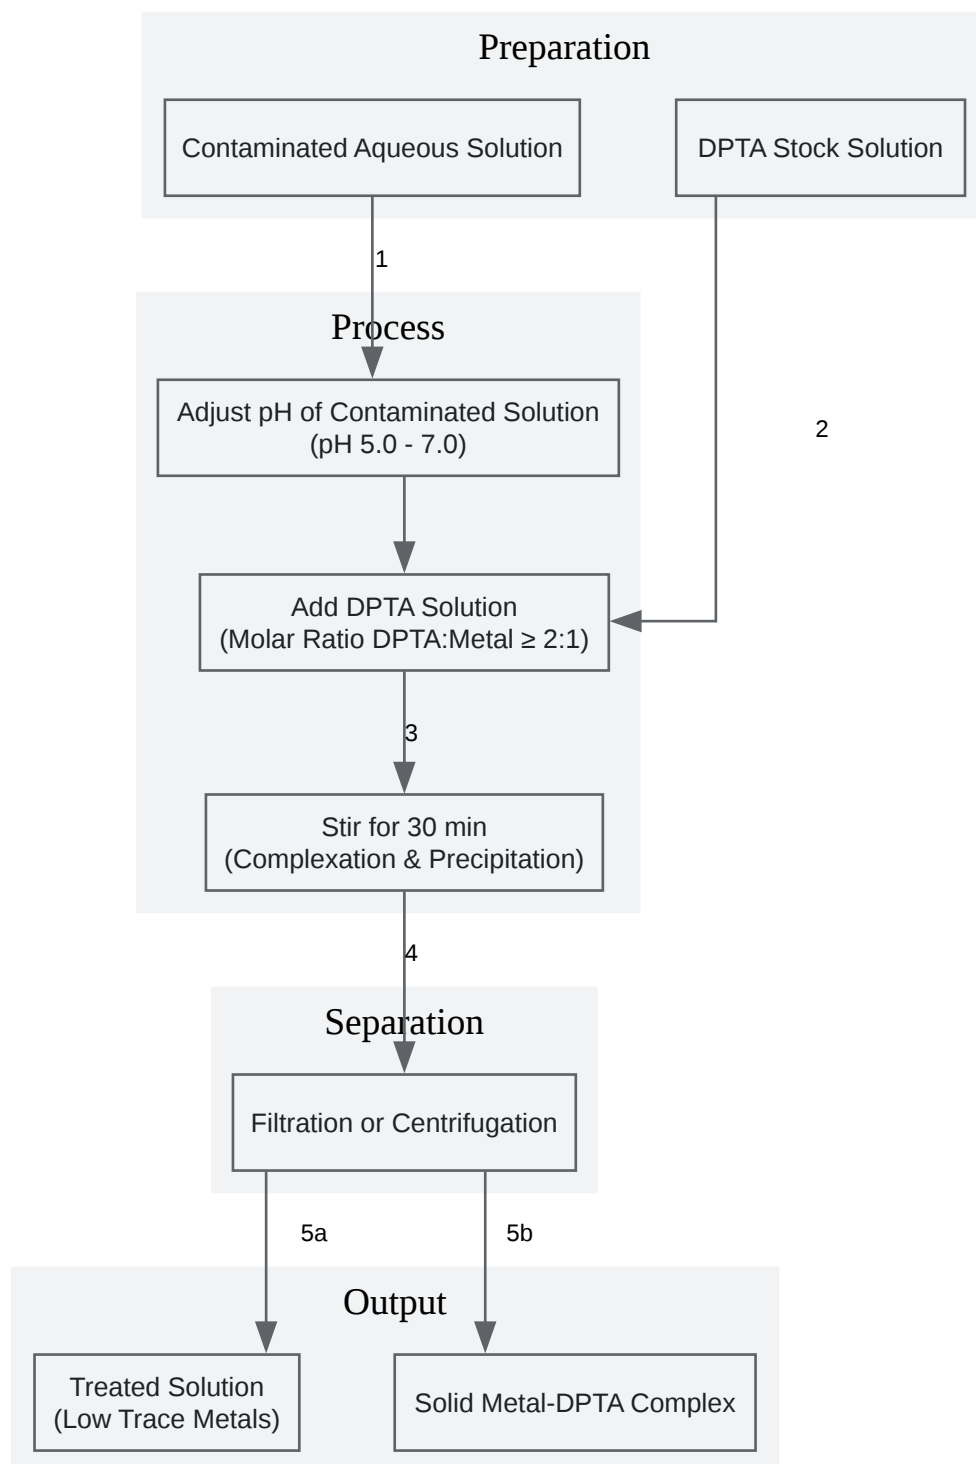 Preparation
Contaminated Aqueous Solution
DPTA Stock Solution
1
Process
Adjust pH of Contaminated Solution
(pH 5.0 - 7.0)
2
Add DPTA Solution
(Molar Ratio DPTA:Metal ≥ 2:1)
3
Stir for 30 min
(Complexation & Precipitation)
4
Separation
Filtration or Centrifugation
5a
5b
Output
Treated Solution
(Low Trace Metals)
Solid Metal-DPTA Complex